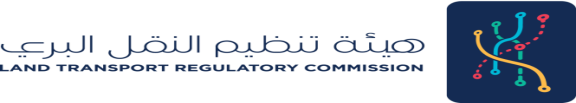 هيئة تنظيم النقل البري
LAND TRANSPORT REGULATORY COMMISSION